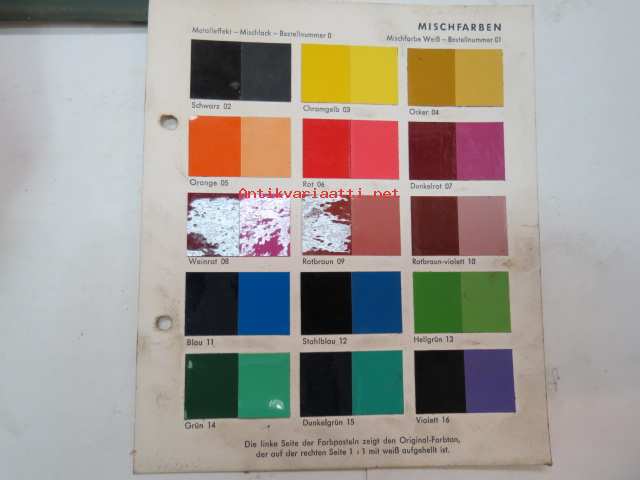 MISCHFARBEN
Metalleffekt – Mischlack – Bestellnummer 0
Mischfarbe Weiß – Bestellnummer 01
Schwarz 02
Chromgelb 03
Ocker 04
Orange 05
Rot 06
Dunkelrot 07
Antikvariaatti.net
Weinrot 08
Rotbraun 09
Rotbraun-violett 10
Blau 11
Stahlblau 12
Hellgrün 13
Grün 14
Dunkelgrün 15
Violett 16
Die linke Seite der Farbpasteln zeigt den Original-Farbton,
der auf der rechten Seite 1 : 1 mit weiß aufgehellt ist.